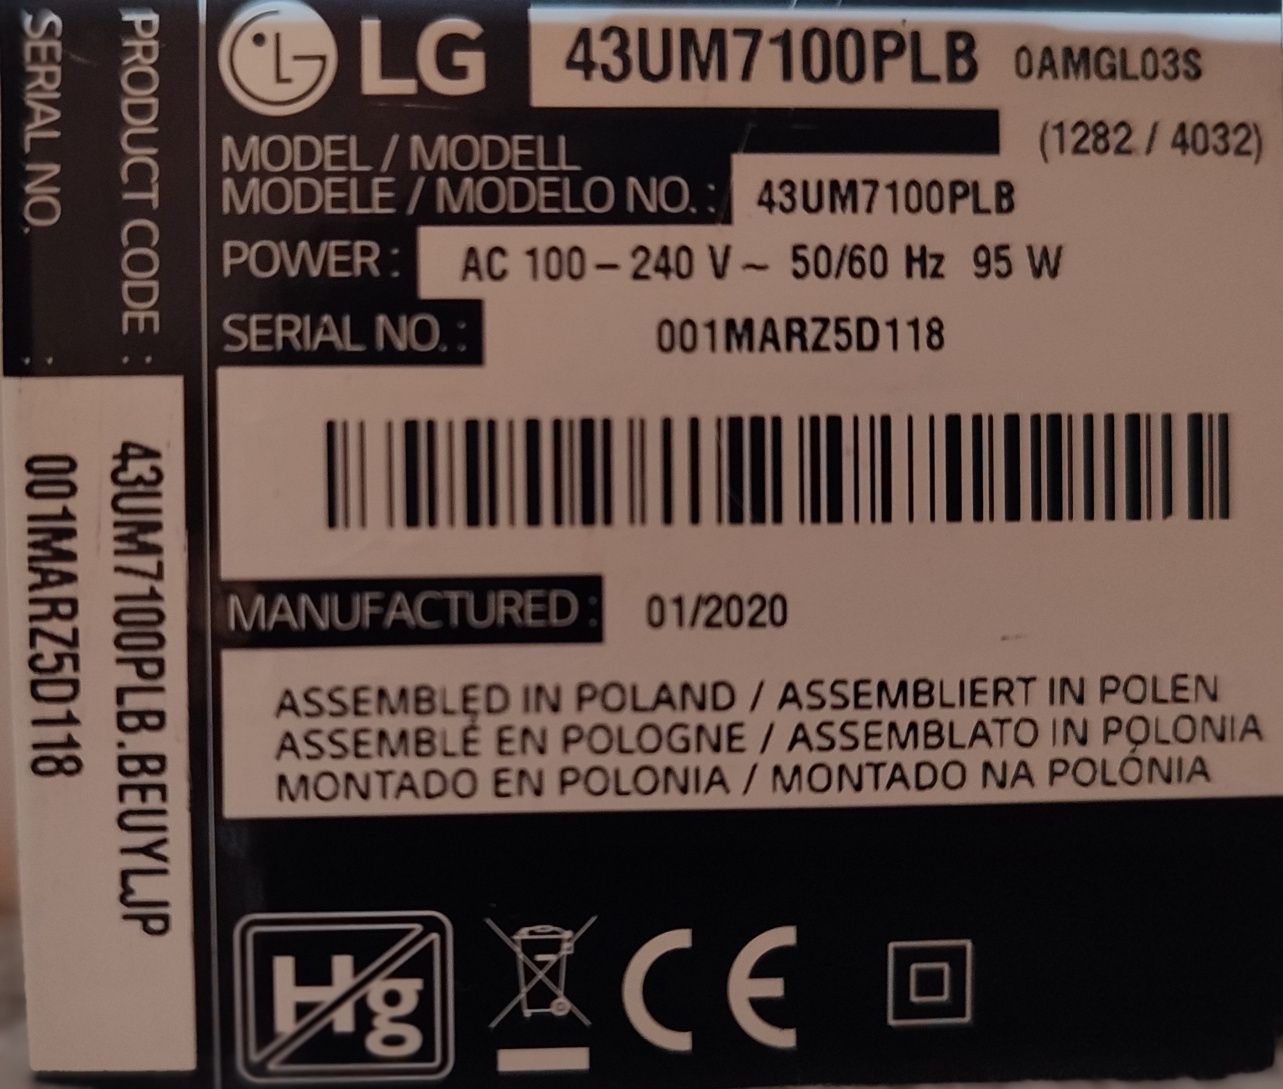 LG 43UM7100PLB 0AMGL03S
(1282 / 4032)
MODEL / MODELL
MODELE / MODELO NO. : 43UM7100PLB
POWER : AC 100 – 240 V ~ 50/60 Hz 95 W
SERIAL NO. : 001MARZ5D118
MANUFACTURED : 01/2020
ASSEMBLED IN POLAND / ASSEMBLIERT IN POLEN
ASSEMBLÉ EN POLOGNE / ASSEMBLATO IN POLONIA
MONTADO EN POLONIA / MONTADO NA POLÓNIA
Hg
CE
PRODUCT CODE : 43UM7100PLB.BEUYLJP
SERIAL NO. : 001MARZ5D118